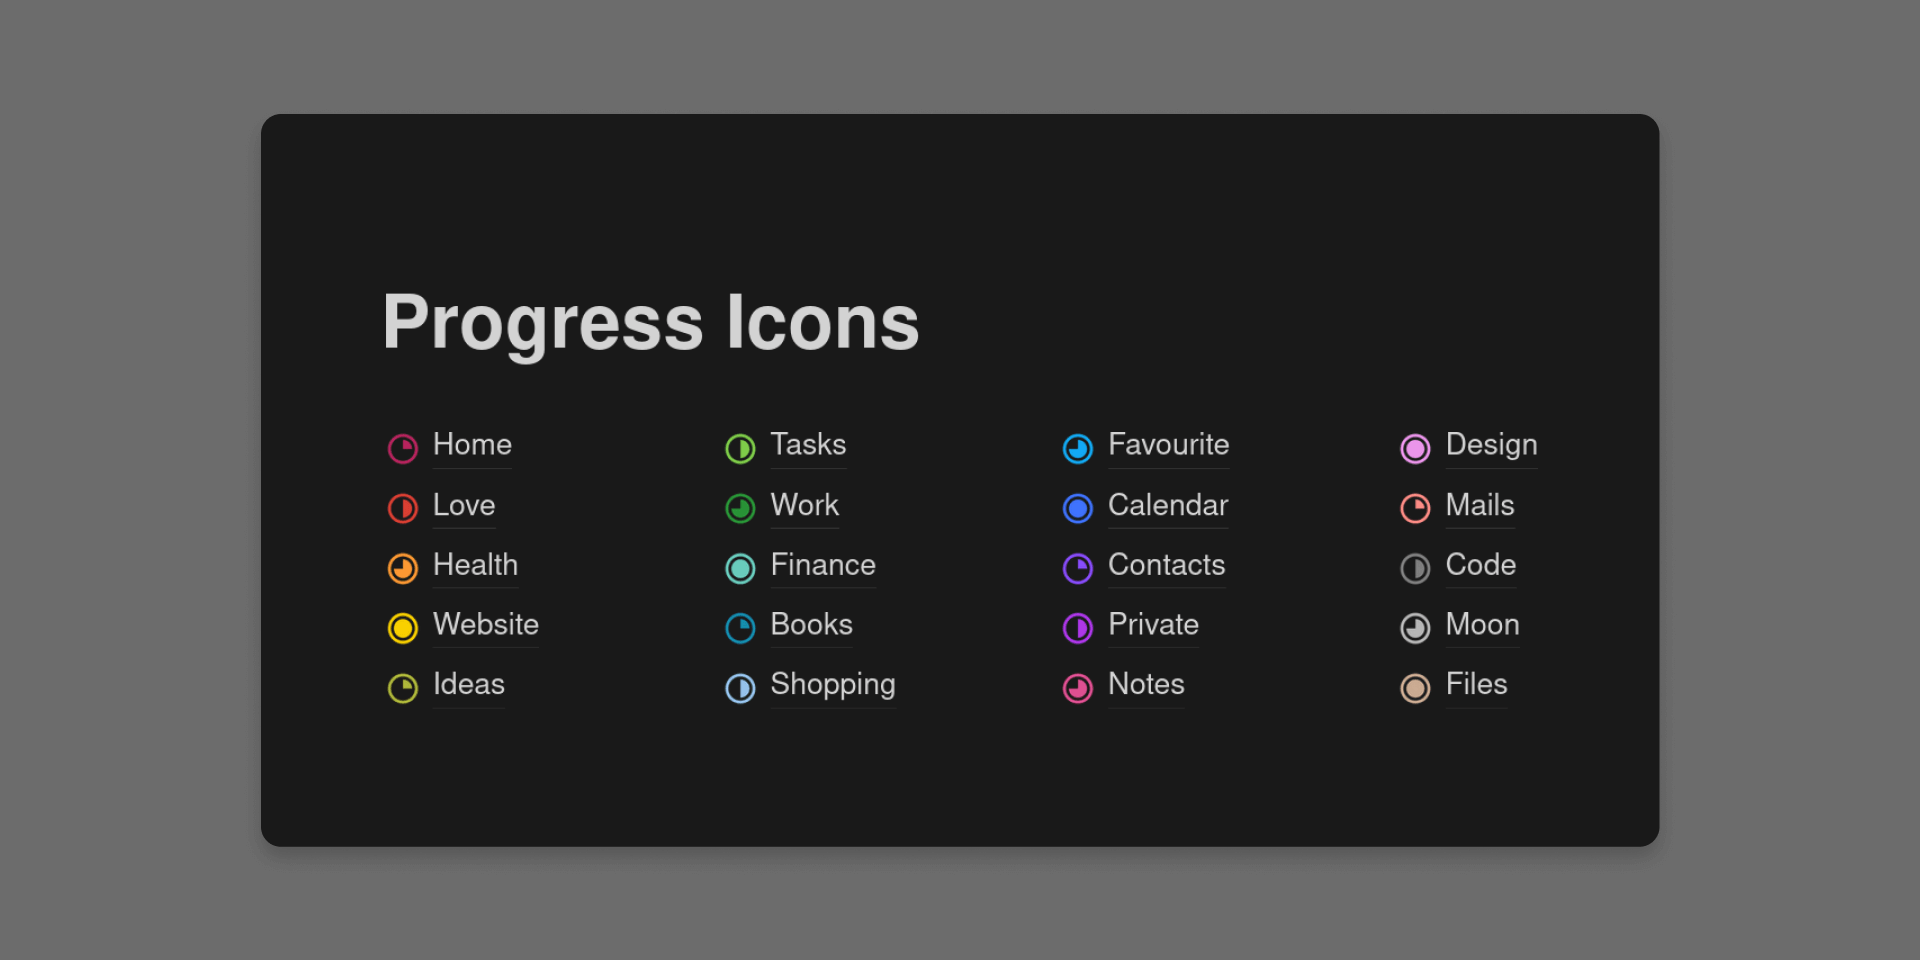 Progress Icons
Home
Love
Health
Website
Ideas
Tasks
Work
Finance
Books
Shopping
Favourite
Calendar
Contacts
Private
Notes
Design
Mails
Code
Moon
Files